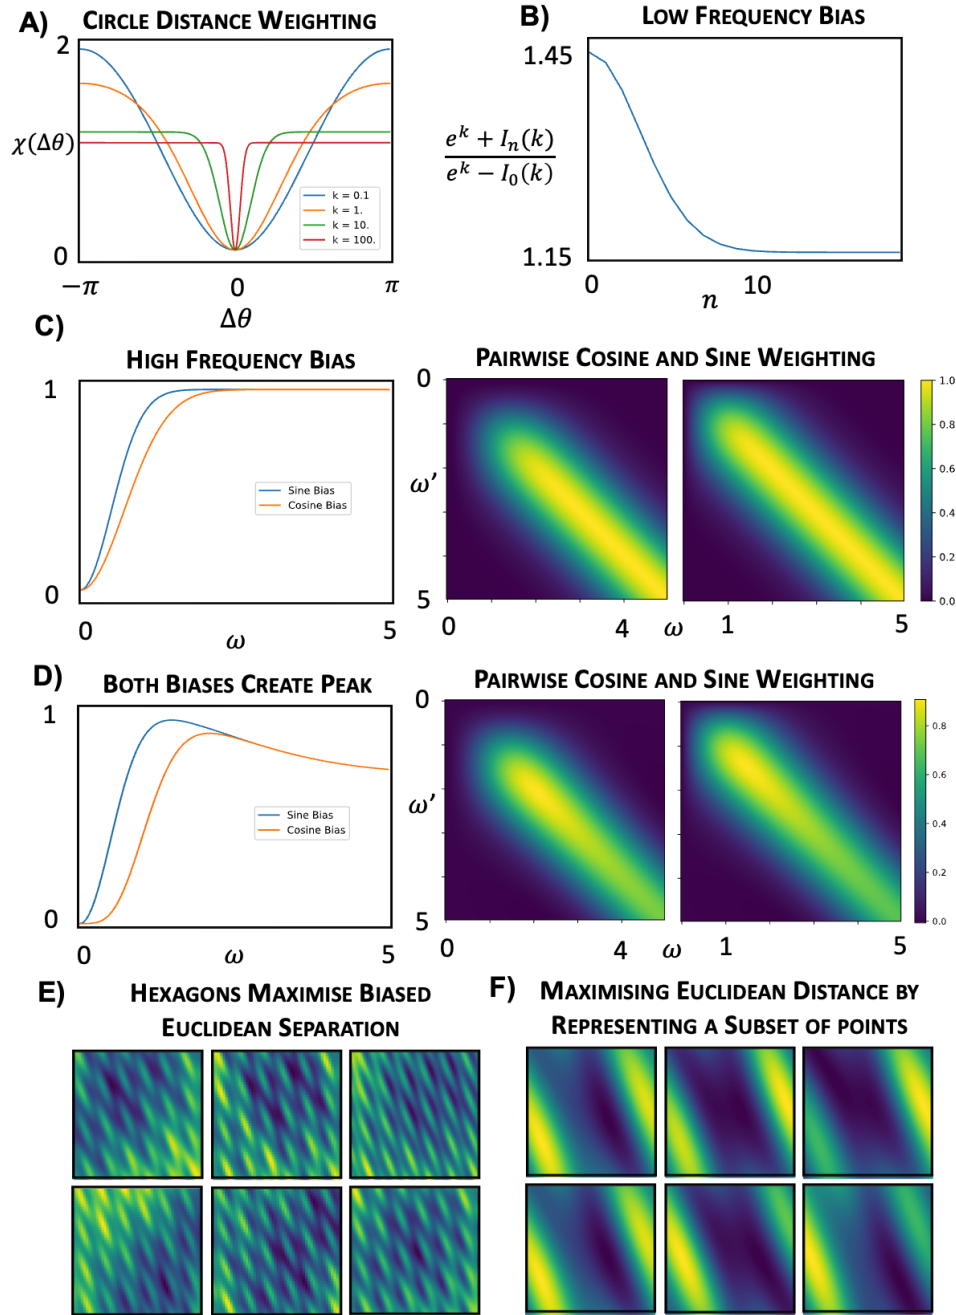 A) CIRCLE DISTANCE WEIGHTING
2
χ(Δθ)
0
k = 0.1
k = 1.
k = 10.
k = 100.
−π 0 π
Δθ
B) LOW FREQUENCY BIAS
1.45
e^k + I_n(k)
e^k − I_0(k)
1.15
0 10
n
C)
HIGH FREQUENCY BIAS
1
0
Sine Bias
Cosine Bias
0 5
ω
PAIRWISE COSINE AND SINE WEIGHTING
0
ω'
5
0 4 ω 1 5
1.0
0.8
0.6
0.4
0.2
0.0
D)
BOTH BIASES CREATE PEAK
1
0
Sine Bias
Cosine Bias
0 ω 5
PAIRWISE COSINE AND SINE WEIGHTING
0
ω'
5
0 4 ω 1 5
0.8
0.6
0.4
0.2
0.0
E) HEXAGONS MAXIMISE BIASED
EUCLIDEAN SEPARATION
F) MAXIMISING EUCLIDEAN DISTANCE BY
REPRESENTING A SUBSET OF POINTS